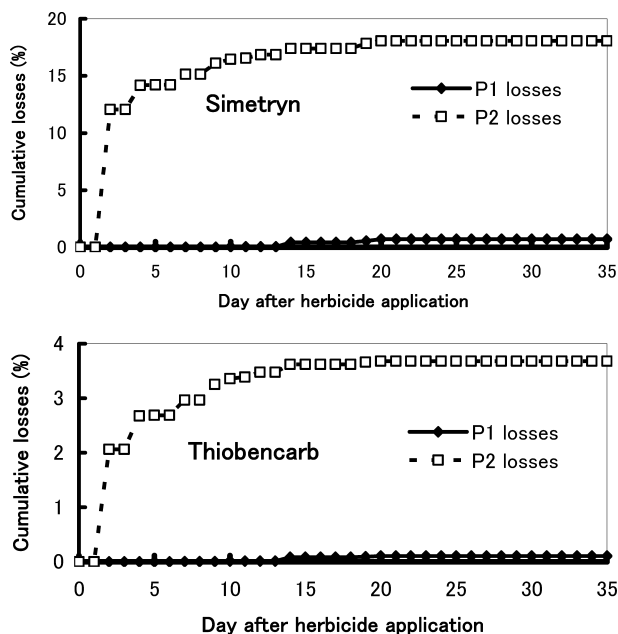 20
15
10
5
0
Cumulative losses (%)
Simetryn
P1 losses
P2 losses
0 5 10 15 20 25 30 35
Day after herbicide application
4
3
2
1
0
Cumulative losses (%)
Thiobencarb
P1 losses
P2 losses
0 5 10 15 20 25 30 35
Day after herbicide application